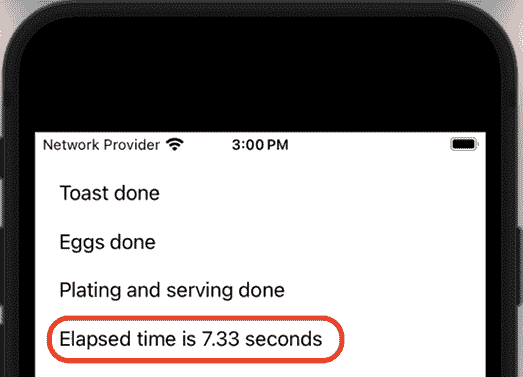 Network Provider 3:00 PM
Toast done
Eggs done
Plating and serving done
Elapsed time is 7.33 seconds